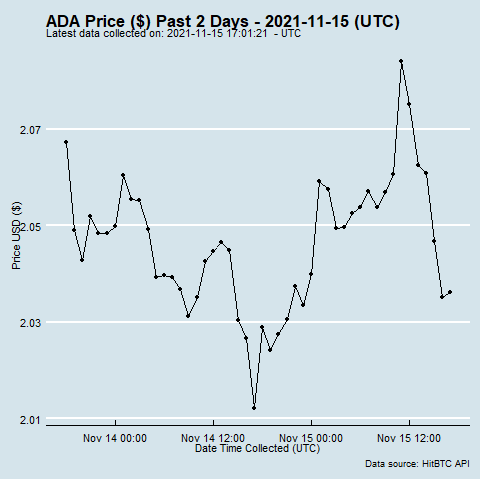 ADA Price ($) Past 2 Days - 2021-11-15 (UTC)
Latest data collected on: 2021-11-15 17:01:21 - UTC
2.07
2.05
2.03
2.01
Price USD ($)
Nov 14 00:00
Nov 14 12:00
Nov 15 00:00
Nov 15 12:00
Date Time Collected (UTC)
Data source: HitBTC API